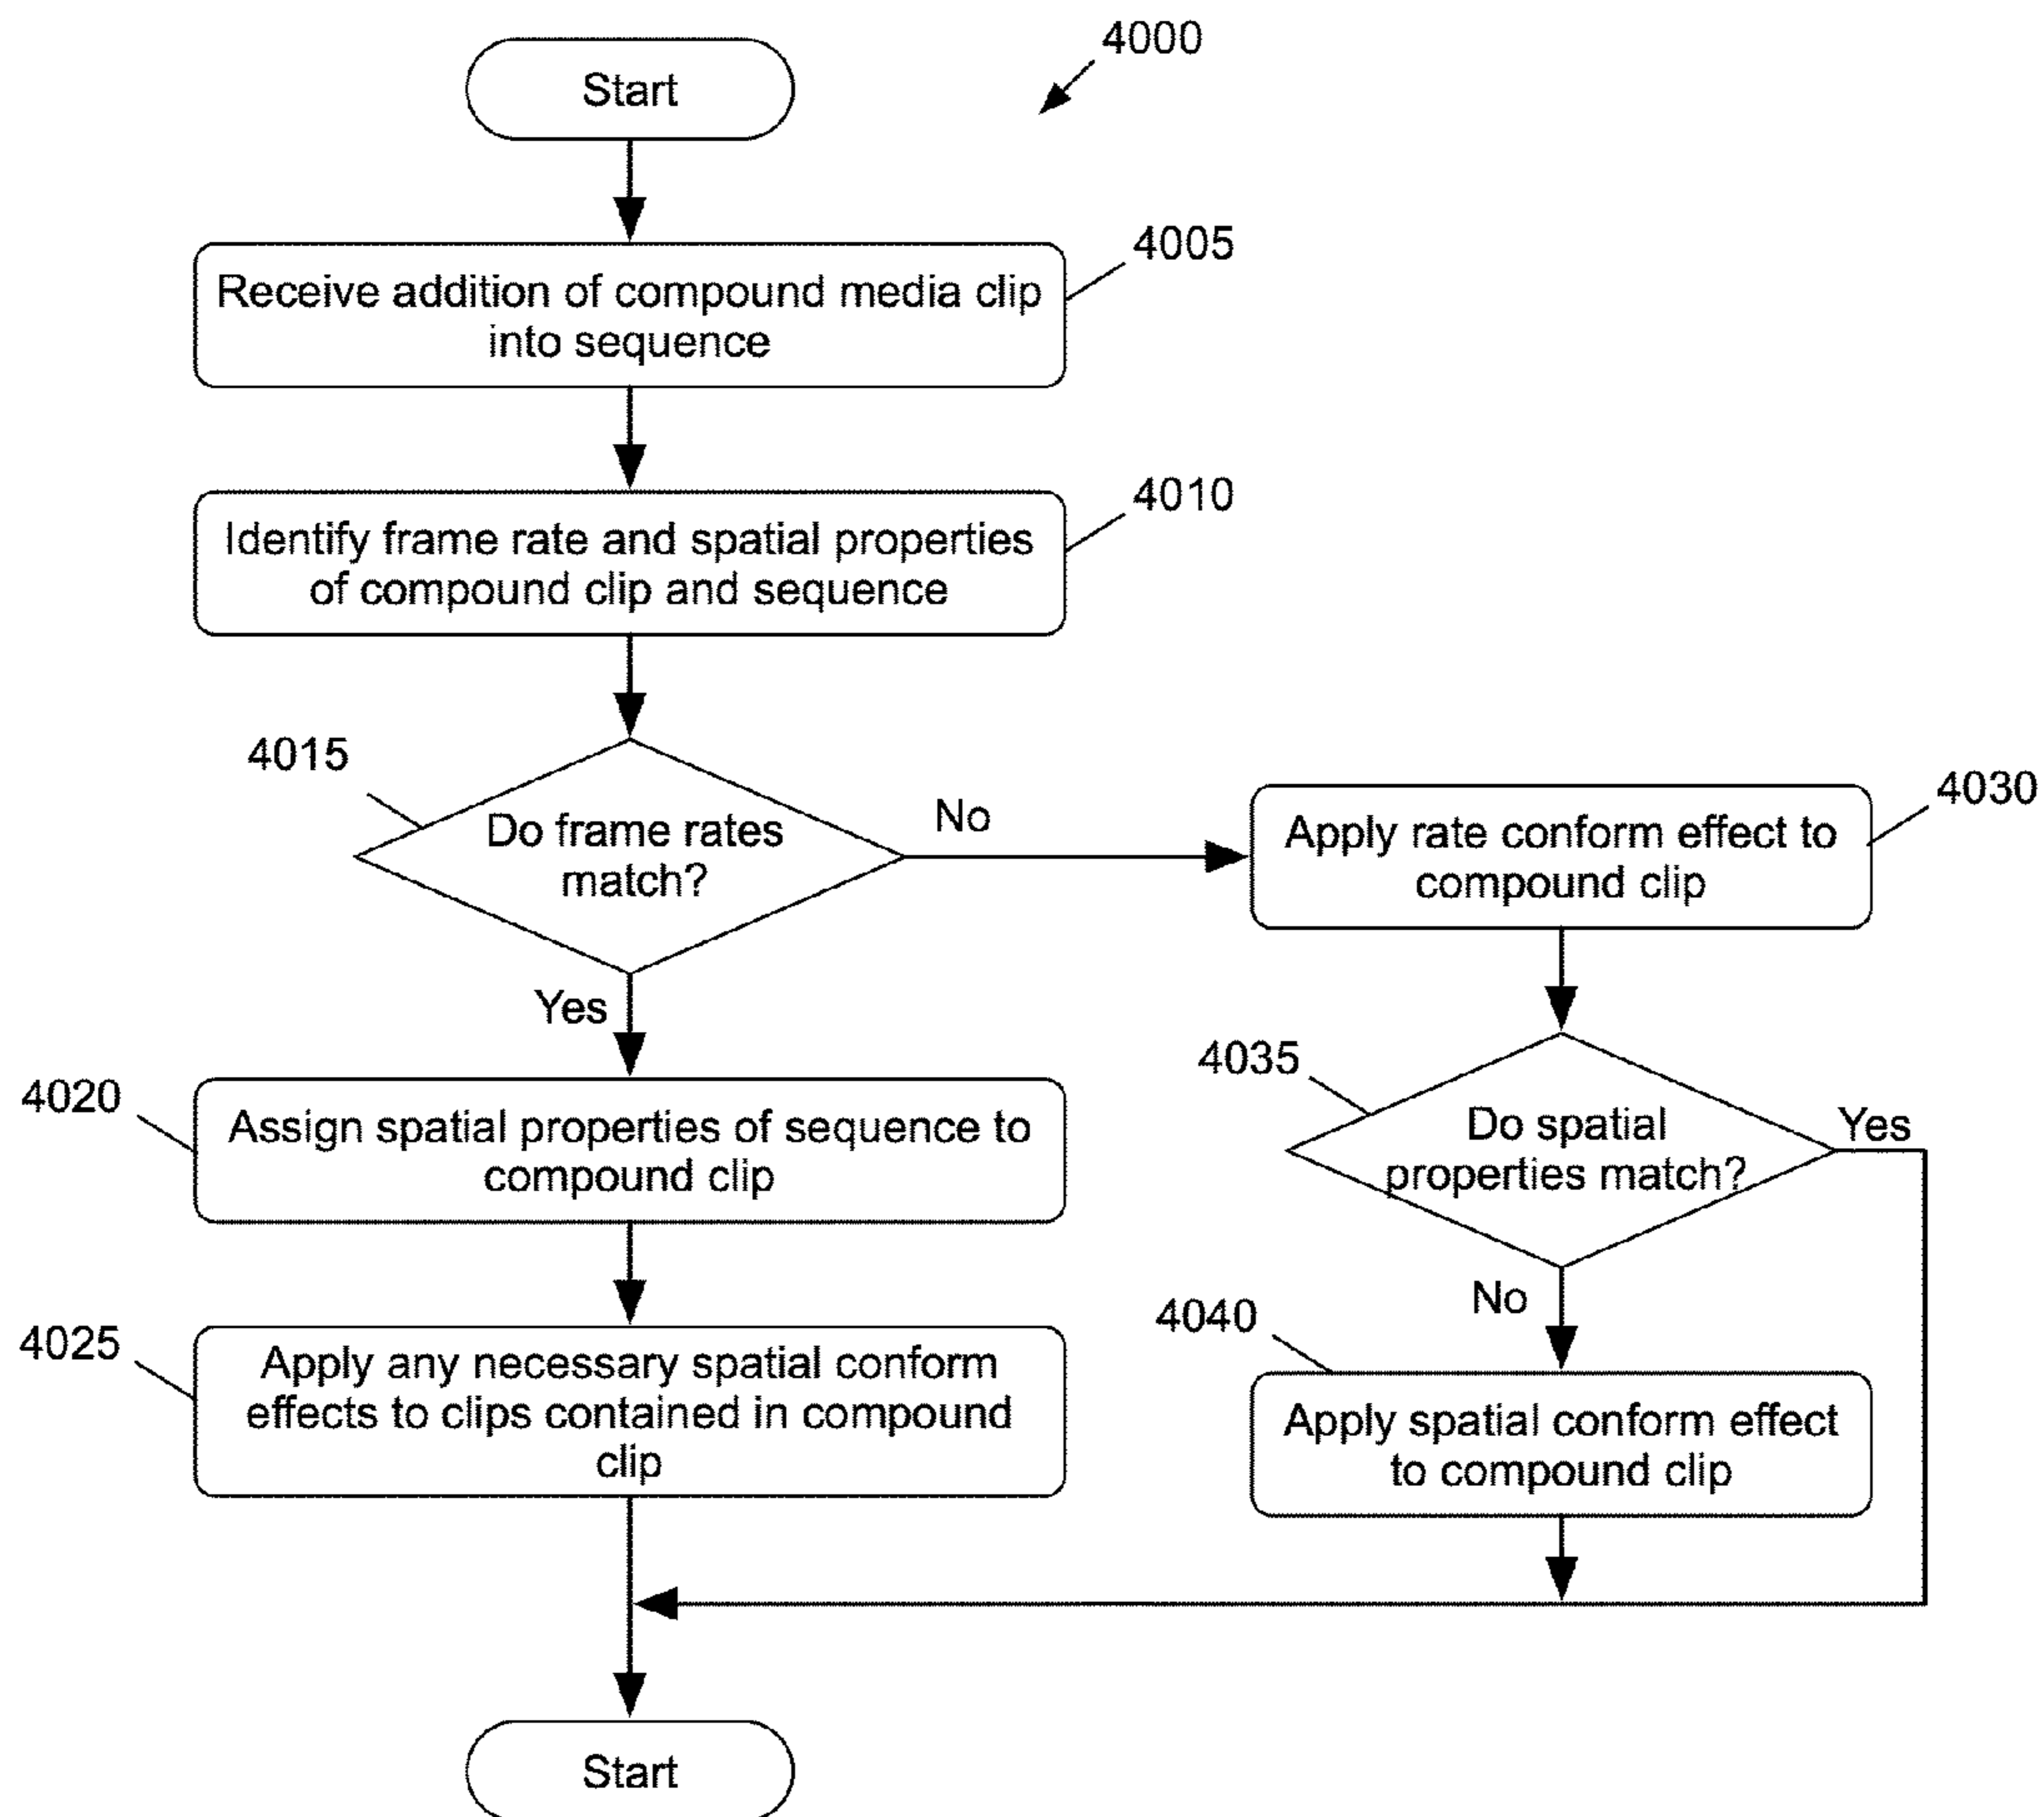 4000
Start
4005
Receive addition of compound media clip
into sequence
4010
Identify frame rate and spatial properties
of compound clip and sequence
4015
Do frame rates
match?
No
Yes
4030
Apply rate conform effect to
compound clip
4020
Assign spatial properties of sequence to
compound clip
4035
Do spatial
properties match?
Yes
No
4025
Apply any necessary spatial conform
effects to clips contained in compound
clip
4040
Apply spatial conform effect
to compound clip
Start